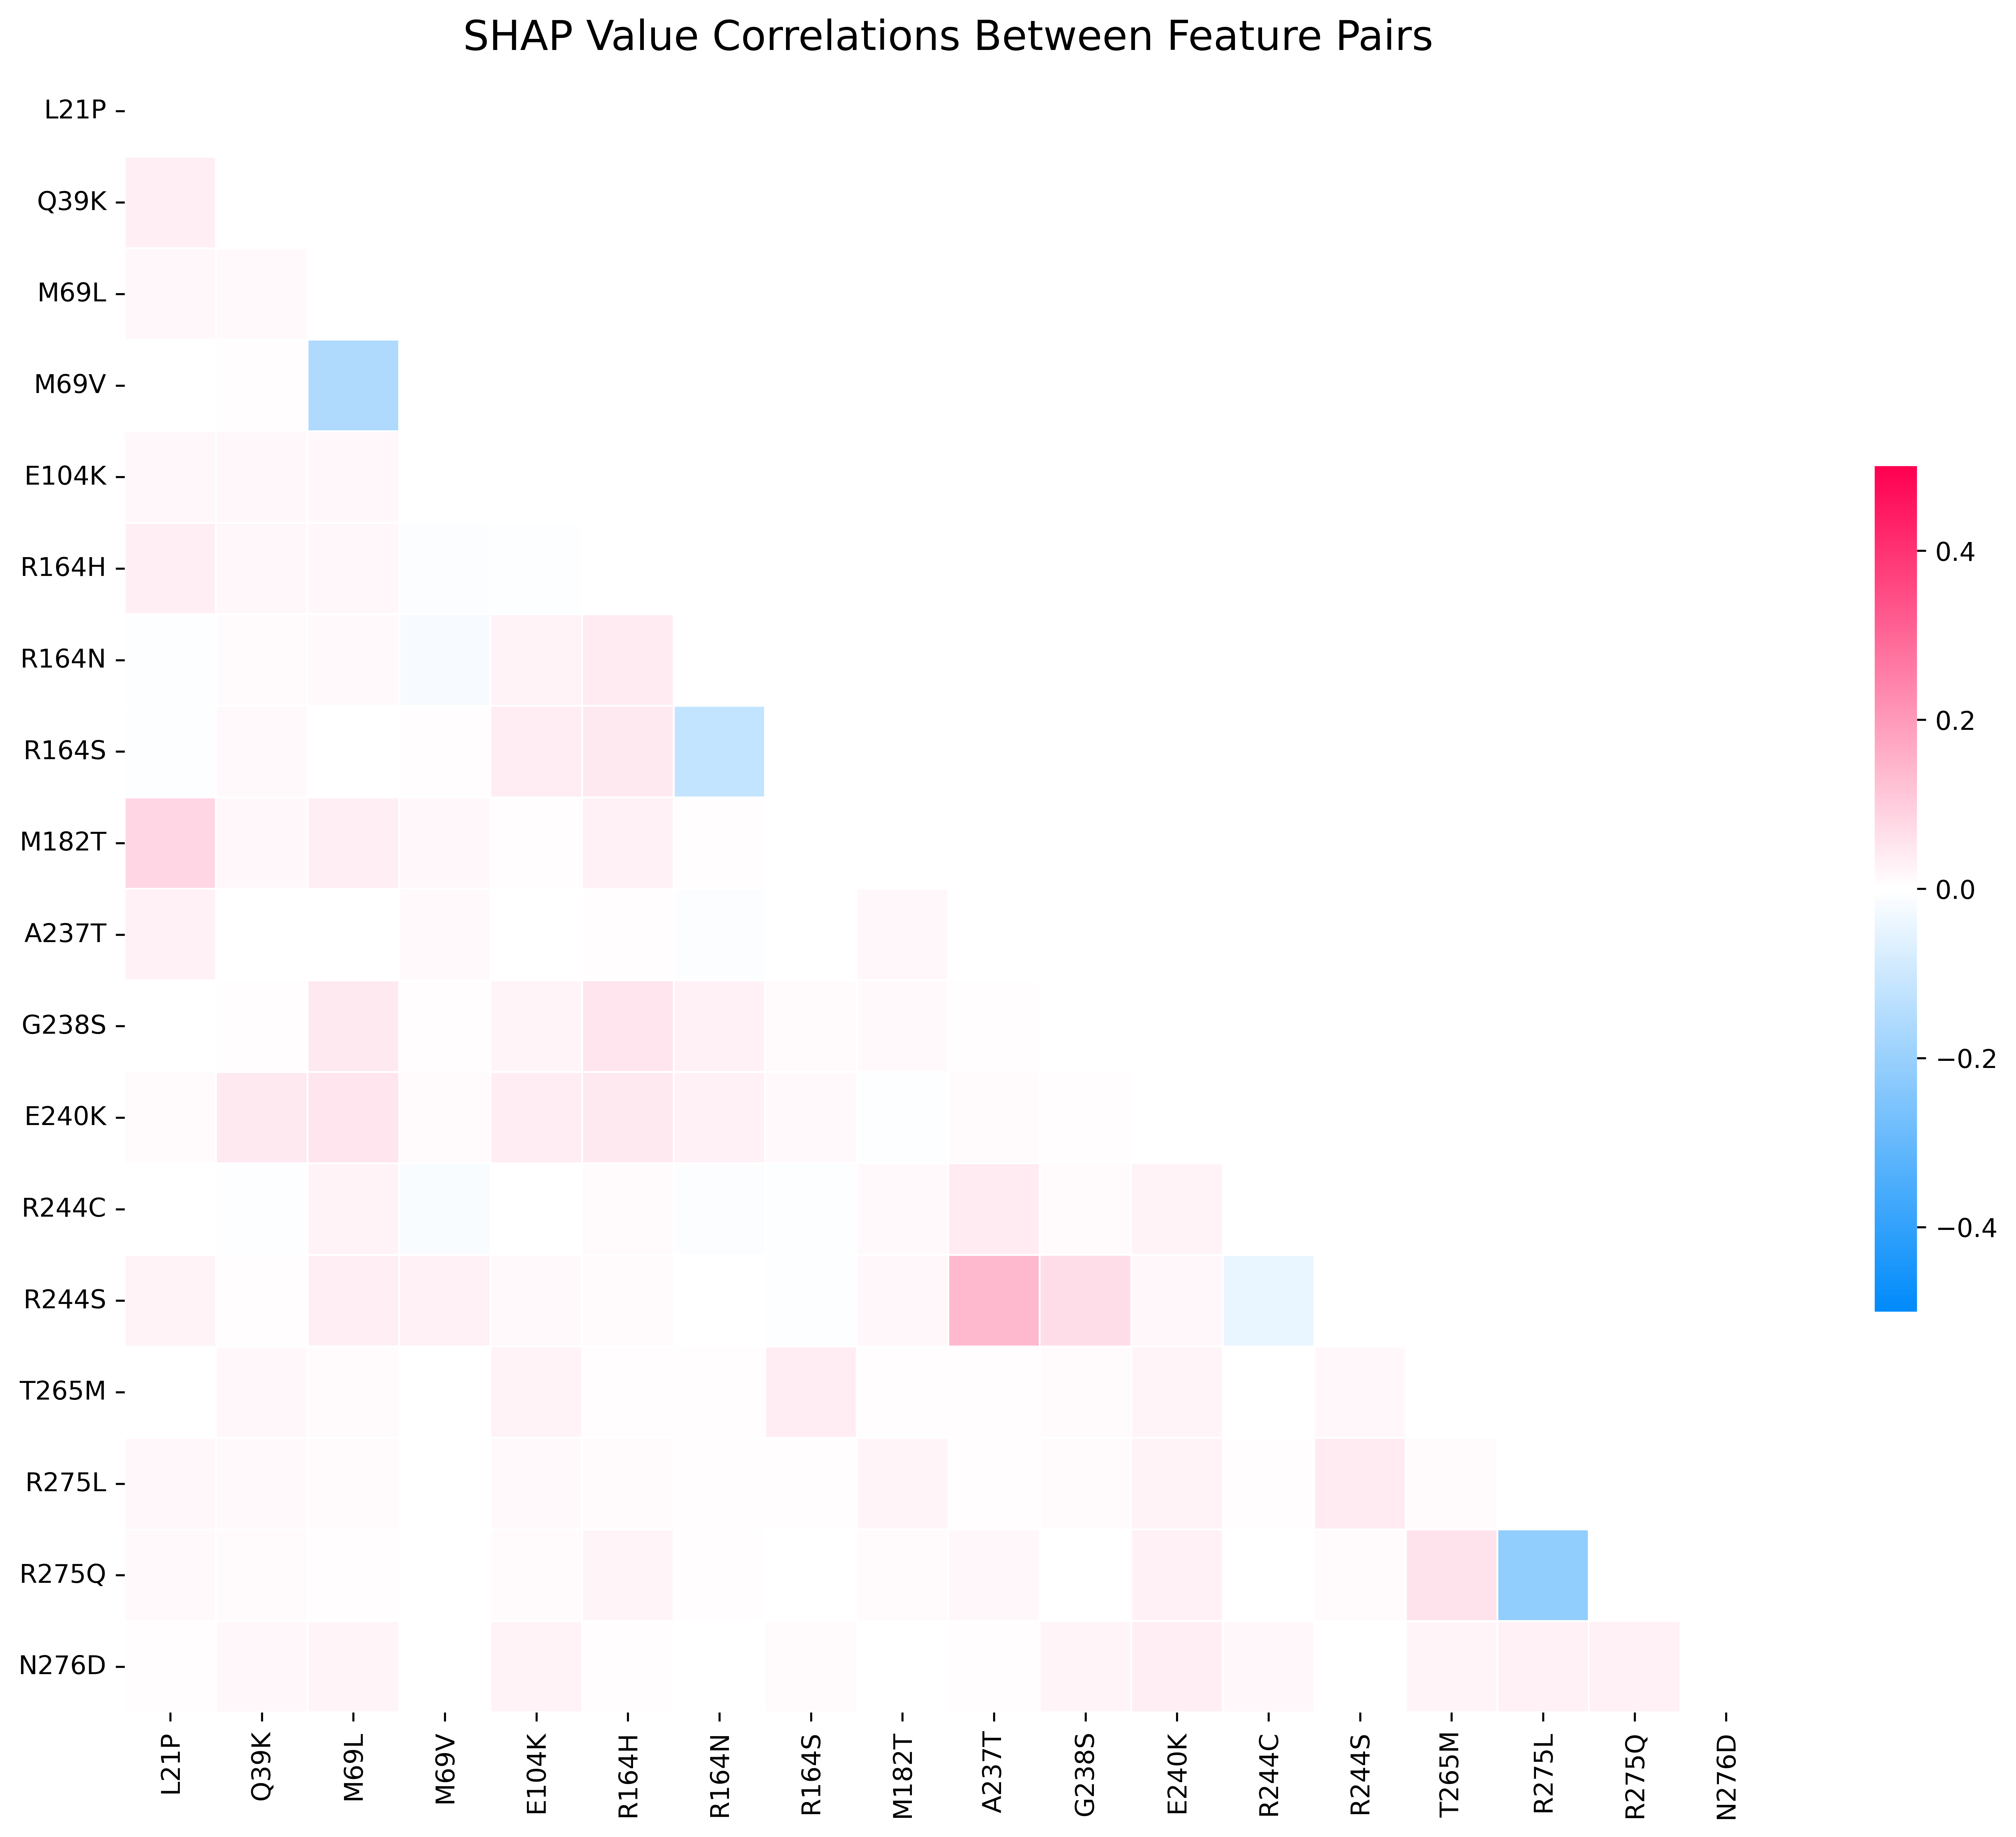 SHAP Value Correlations Between Feature Pairs
L21P
Q39K
M69L
M69V
E104K
R164H
R164N
R164S
M182T
A237T
G238S
E240K
R244C
R244S
T265M
R275L
R275Q
N276D
L21P
Q39K
M69L
M69V
E104K
R164H
R164N
R164S
M182T
A237T
G238S
E240K
R244C
R244S
T265M
R275L
R275Q
N276D
0.4
0.2
0.0
−0.2
−0.4